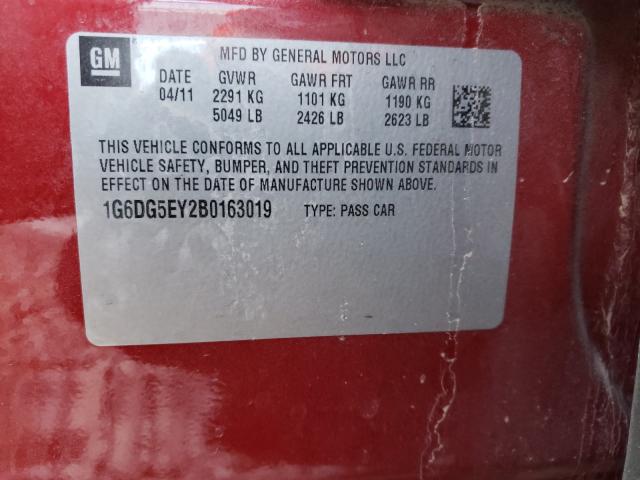 GM
MFD BY GENERAL MOTORS LLC
DATE GVWR GAWR FRT GAWR RR
04/11 2291 KG 1101 KG 1190 KG
5049 LB 2426 LB 2623 LB
THIS VEHICLE CONFORMS TO ALL APPLICABLE U.S. FEDERAL MOTOR
VEHICLE SAFETY, BUMPER, AND THEFT PREVENTION STANDARDS IN
EFFECT ON THE DATE OF MANUFACTURE SHOWN ABOVE.
1G6DG5EY2B0163019 TYPE: PASS CAR